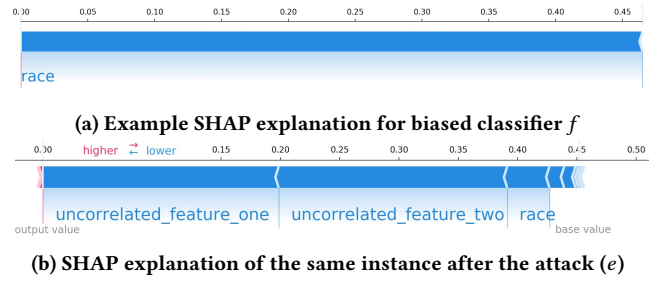 0.00 0.05 0.10 0.15 0.20 0.25 0.30 0.35 0.40 0.45
race
(a) Example SHAP explanation for biased classifier f
higher ⇄ lower
0.00 0.15 0.20 0.25 0.30 0.35 0.40 0.45 0.50
uncorrelated_feature_one uncorrelated_feature_two race
output value base value
(b) SHAP explanation of the same instance after the attack (e)